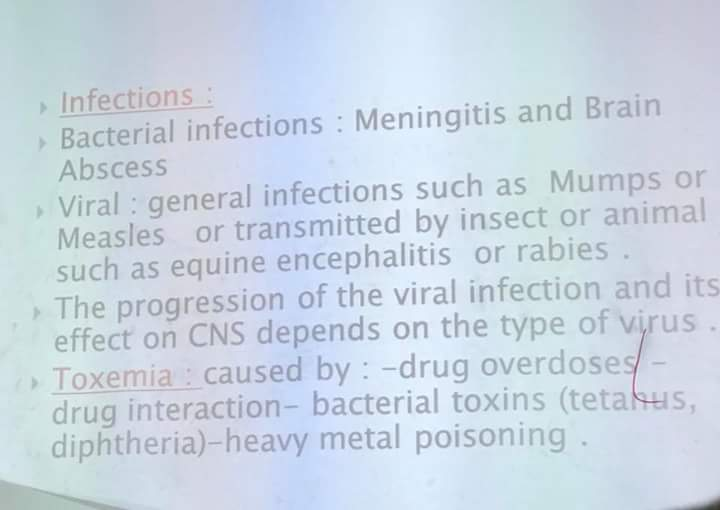 Infections :
Bacterial infections : Meningitis and Brain
Abscess
Viral : general infections such as Mumps or
Measles or transmitted by insect or animal
such as equine encephalitis or rabies .
The progression of the viral infection and its
effect on CNS depends on the type of virus .
Toxemia : caused by : -drug overdoses -
drug interaction- bacterial toxins (tetanus,
diphtheria)-heavy metal poisoning .